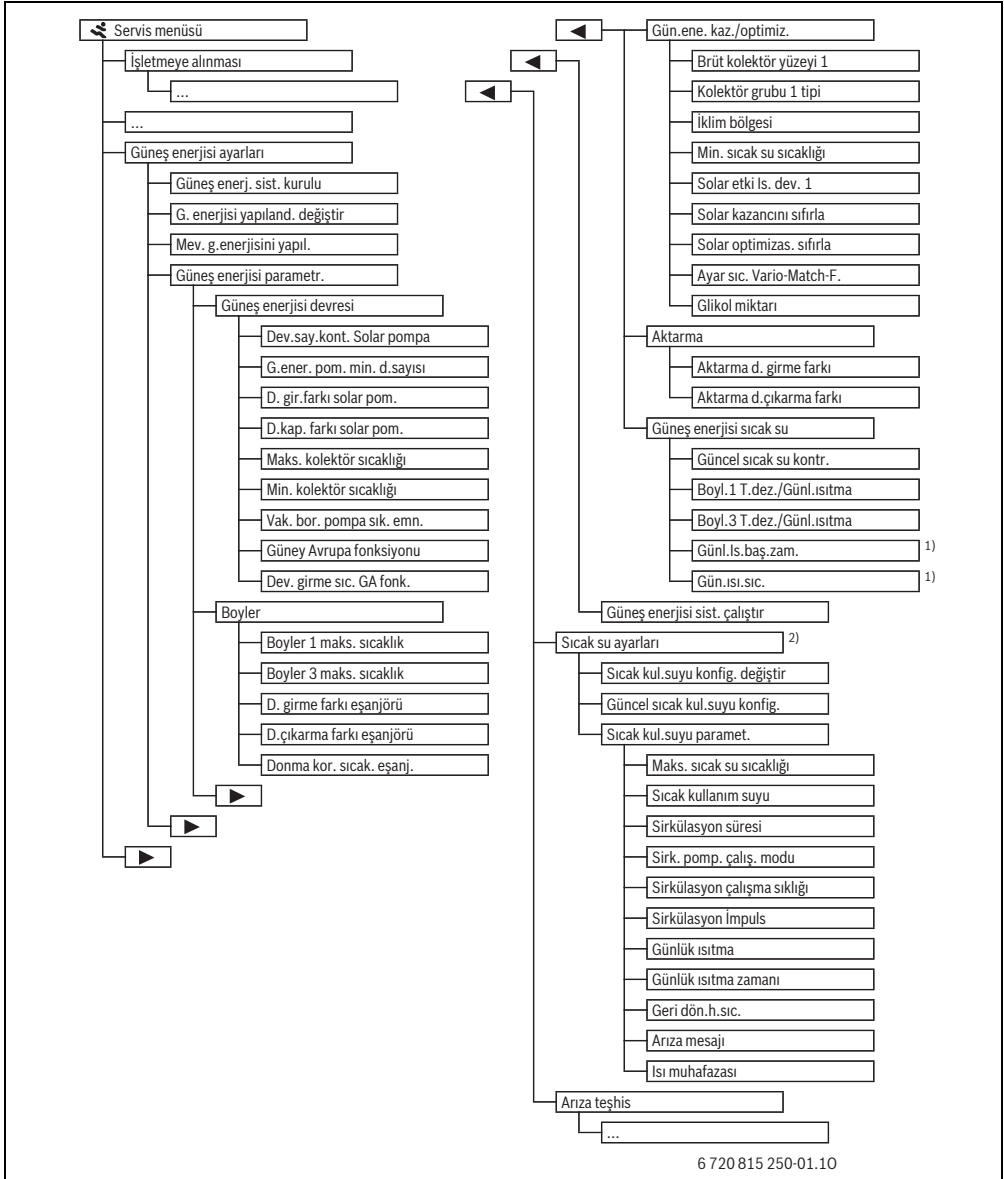 Servis menüsü
İşletmeye alınması
...
...
Güneş enerjisi ayarları
Güneş enerj. sist. kurulu
G. enerjisi yapıland. değiştir
Mev. g.enerjisini yapıl.
Güneş enerjisi parametr.
Güneş enerjisi devresi
Dev.say.kont. Solar pompa
G.ener. pom. min. d.sayısı
D. gir.farkı solar pom.
D.kap. farkı solar pom.
Maks. kolektör sıcaklığı
Min. kolektör sıcaklığı
Vak. bor. pompa sık. emn.
Güney Avrupa fonksiyonu
Dev. girme sıc. GA fonk.
Boyler
Boyler 1 maks. sıcaklık
Boyler 3 maks. sıcaklık
D. girme farkı eşanjörü
D.çıkarma farkı eşanjörü
Donma kor. sıcak. eşanj.
Gün.ene. kaz./optimiz.
Brüt kolektör yüzeyi 1
Kolektör grubu 1 tipi
İklim bölgesi
Min. sıcak su sıcaklığı
Solar etki Is. dev. 1
Solar kazancını sıfırla
Solar optimizas. sıfırla
Ayar sıc. Vario-Match-F.
Glikol miktarı
Aktarma
Aktarma d. girme farkı
Aktarma d.çıkarma farkı
Güneş enerjisi sıcak su
Güncel sıcak su kontr.
Boyl.1 T.dez./Günl.ısıtma
Boyl.3 T.dez./Günl.ısıtma
Günl.Is.baş.zam. 1)
Gün.ısı.sıc. 1)
Güneş enerjisi sist. çalıştır
Sıcak su ayarları 2)
Sıcak kul.suyu konfig. değiştir
Güncel sıcak kul.suyu konfig.
Sıcak kul.suyu paramet.
Maks. sıcak su sıcaklığı
Sıcak kullanım suyu
Sirkülasyon süresi
Sirk. pomp. çalış. modu
Sirkülasyon çalışma sıklığı
Sirkülasyon İmpuls
Günlük ısıtma
Günlük ısıtma zamanı
Geri dön.h.sıc.
Arıza mesajı
Isı muhafazası
Arıza teşhis
...
6 720 815 250-01.1O